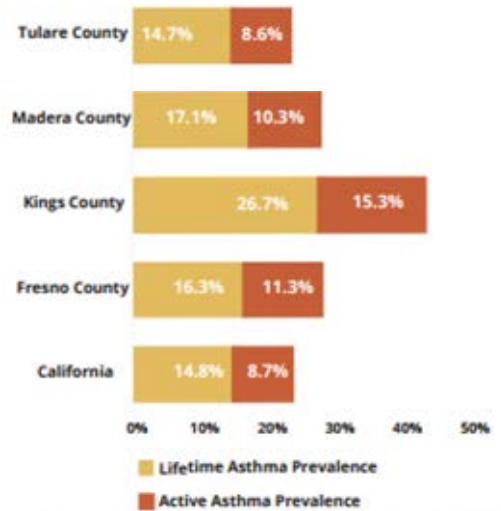 Tulare County 14.7% 8.6%
Madera County 17.1% 10.3%
Kings County 26.7% 15.3%
Fresno County 16.3% 11.3%
California 14.8% 8.7%
0% 10% 20% 30% 40% 50%
Lifetime Asthma Prevalence
Active Asthma Prevalence